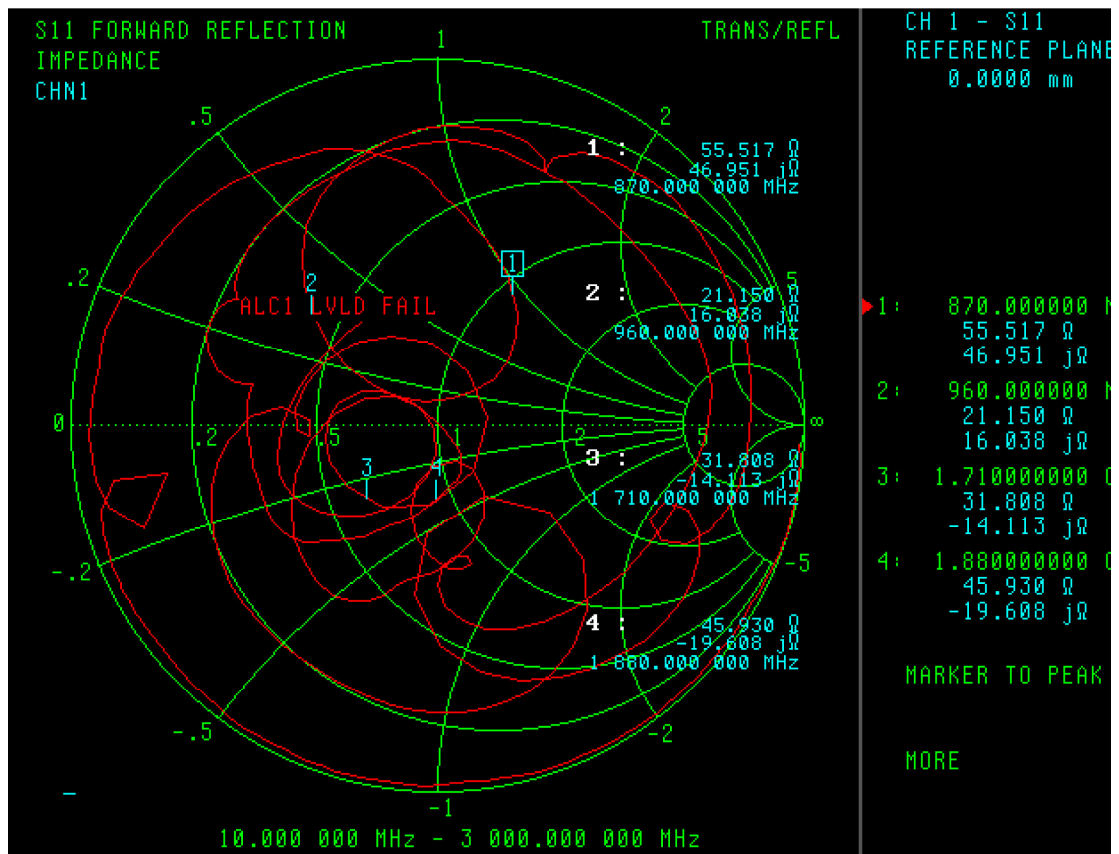 S11 FORWARD REFLECTION
TRANS/REFL
IMPEDANCE
CHN1
1
.5
2
.2
5
0
.2
.5
1
2
5
∞
-.2
-5
-.5
-2
-1
1 :
55.517 Ω
46.951 jΩ
870.000 000 MHz
1
2
ALC1 LVLD FAIL
2 :
21.150 Ω
16.038 jΩ
960.000 000 MHz
3
4
3 :
31.808 Ω
-14.113 jΩ
1 710.000 000 MHz
4 :
45.930 Ω
-19.608 jΩ
1 880.000 000 MHz
10.000 000 MHz - 3 000.000 000 MHz
CH 1 - S11
REFERENCE PLANE
0.0000 mm
1: 870.000000 M
55.517 Ω
46.951 jΩ
2: 960.000000 M
21.150 Ω
16.038 jΩ
3: 1.710000000 G
31.808 Ω
-14.113 jΩ
4: 1.880000000 G
45.930 Ω
-19.608 jΩ
MARKER TO PEAK
MORE